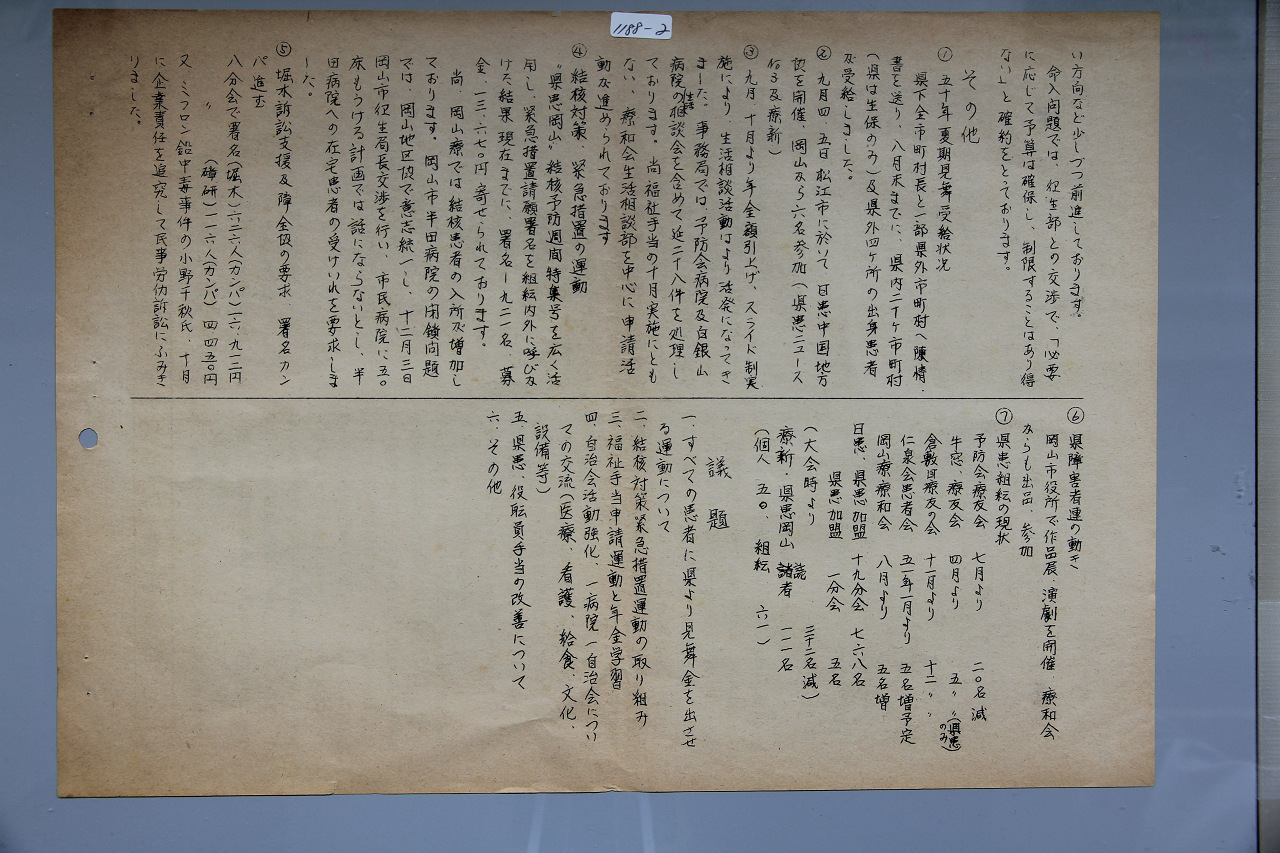 1188-2
い方向など少しづつ前進しております。
命入問題では、衛生部との交渉で、「必要
に応じて予算は確保し、制限することはあり得
ない」と確約をとっております。
その他
① 五十年夏期見舞受給状況
県下全市町村長と一部県外市町村へ陳情
書を送り、八月末までに、県内二十ヶ市町村
(県は生保のみ)及県外四ヶ所の出身患者
が受給しました。
② 九月四、五日松江市に於いて 日患中国地方
議を開催、岡山から六名参加(県患ニュース
No3及療新)
③ 九月、十月より年金額引上げ、スライド制実
施により、生活相談活動はより活発になってき
ました。事務局では、予防会病院及白銀山
病院の相談会を含めて延二十八件を処理し
ております。尚福祉手当の十月実施にとも
ない、療和会生活相談部を中心に申請活
動が進められております
④ 結核対策、緊急措置の運動
"県患岡山" 結核予防週間特集号を広く活
用し、緊急措置請願署名を組織内外に呼びか
けた結果現在までに、署名一九二一名、募
金、一三、六七〇円寄せられております。
尚、岡山療では結核患者の入所が増加し
ております。岡山市半田病院の閉鎖問題
では、岡山地区協で意志統一し、十二月三日
岡山市衛生局長交渉を行い、市民病院に五〇
床もうける計画では話にならないとし、半
田病院への在宅患者の受けいれを要求しま
した。
⑤ 堀木訴訟支援及障全協の要求 署名カン
パ進む
八分会で署名(堀木)六三六人(カンパ)一六、九一二円
〃 (障研)一一六人(カンパ) 四四五〇円
又、ミフロン鉛中毒事件の小野千秋氏、十月
に企業責任を追究して民事労仂訴訟にふみき
りました。
⑥ 県障害者連の動き
岡山市役所で作品展、演劇を開催、療和会
からも出品、参加
⑦ 県患組織の現状
予防会療友会 七月より 二〇名減
牛窓、療友会 四月より 五〃〃(県患のみ)
倉敷日療友の会 十一月より 十二〃〃
仁泉会患者会 五一年一月より 五名増予定
岡山療療和会 八月より 五名増
日患、県患加盟 十九分会 七六八名
県患加盟 一分会 五名
(大会時より 三十二名減)
療新・県患岡山 読者 一一一名
(個人 五〇、組織 六一)
議題
一、すべての患者に県より見舞金を出させ
る運動について
二、結核対策緊急措置運動の取り組み
三、福祉手当申請運動と年金学習
四、自治会活動強化、一病院一自治会につい
ての交流(医療、看護、給食、文化、
設備等)
五、県患、役職員手当の改善について
六、その他